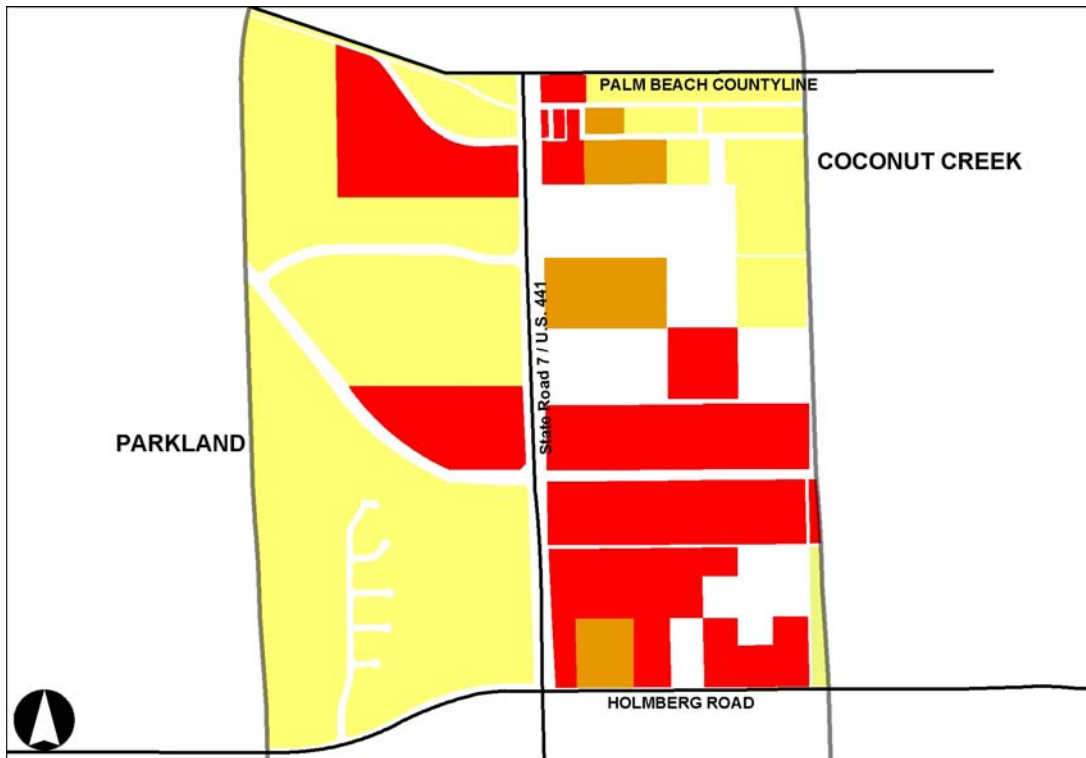 PALM BEACH COUNTYLINE
COCONUT CREEK
State Road 7 / U.S. 441
PARKLAND
HOLMBERG ROAD